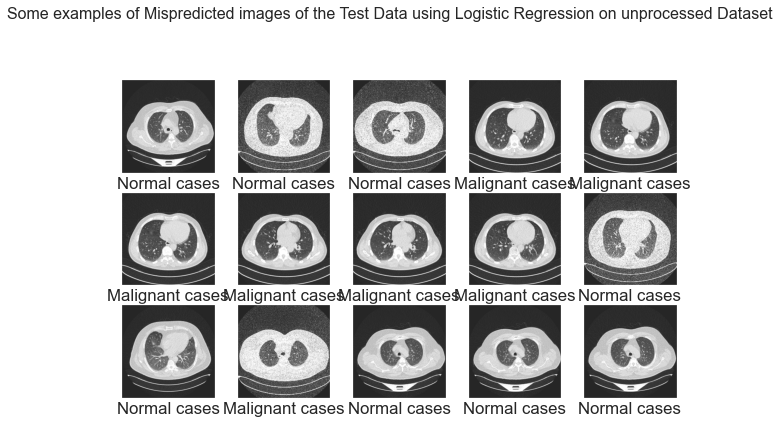 Some examples of Mispredicted images of the Test Data using Logistic Regression on unprocessed Dataset
Normal cases Normal cases Normal cases Malignant cases Malignant cases
Malignant cases Malignant cases Malignant cases Malignant cases Normal cases
Normal cases Malignant cases Normal cases Normal cases Normal cases